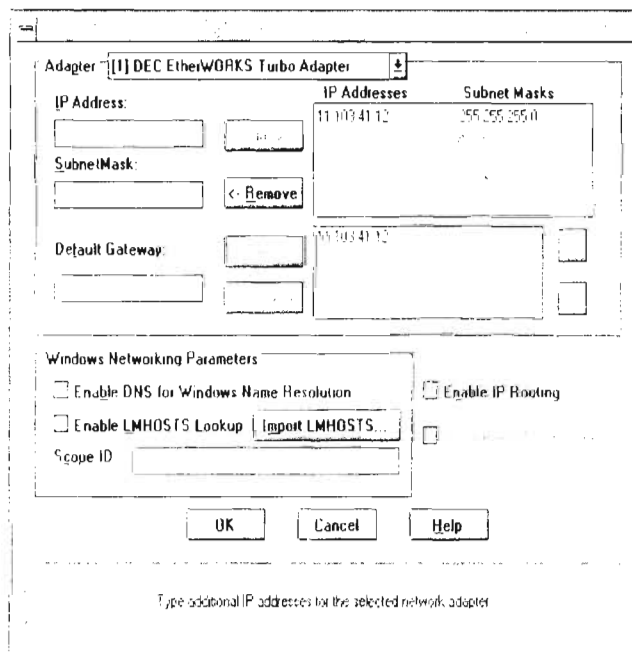 Adapter [1] DEC EtherWORKS Turbo Adapter
IP Address:
IP Addresses Subnet Masks
11.103.41.12 255.255.255.0
SubnetMask:
<- Remove
Default Gateway:
103.41.12
Windows Networking Parameters
Enable DNS for Windows Name Resolution
Enable IP Routing
Enable LMHOSTS Lookup Import LMHOSTS...
Scope ID
OK Cancel Help
Type additional IP addresses for the selected network adapter